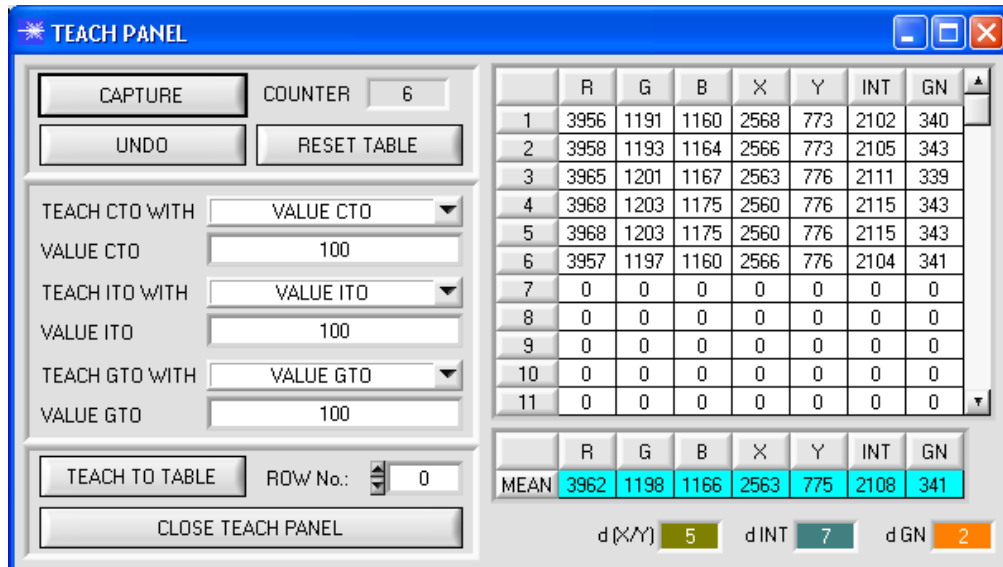 TEACH PANEL
CAPTURE COUNTER 6
UNDO RESET TABLE
TEACH CTO WITH VALUE CTO
VALUE CTO 100
TEACH ITO WITH VALUE ITO
VALUE ITO 100
TEACH GTO WITH VALUE GTO
VALUE GTO 100
TEACH TO TABLE ROW No.: 0
CLOSE TEACH PANEL
R G B X Y INT GN
1 3956 1191 1160 2568 773 2102 340
2 3958 1193 1164 2566 773 2105 343
3 3965 1201 1167 2563 776 2111 339
4 3968 1203 1175 2560 776 2115 343
5 3968 1203 1175 2560 776 2115 343
6 3957 1197 1160 2566 776 2104 341
7 0 0 0 0 0 0 0
8 0 0 0 0 0 0 0
9 0 0 0 0 0 0 0
10 0 0 0 0 0 0 0
11 0 0 0 0 0 0 0
R G B X Y INT GN
MEAN 3962 1198 1166 2563 775 2108 341
d (X/Y) 5 d INT 7 d GN 2